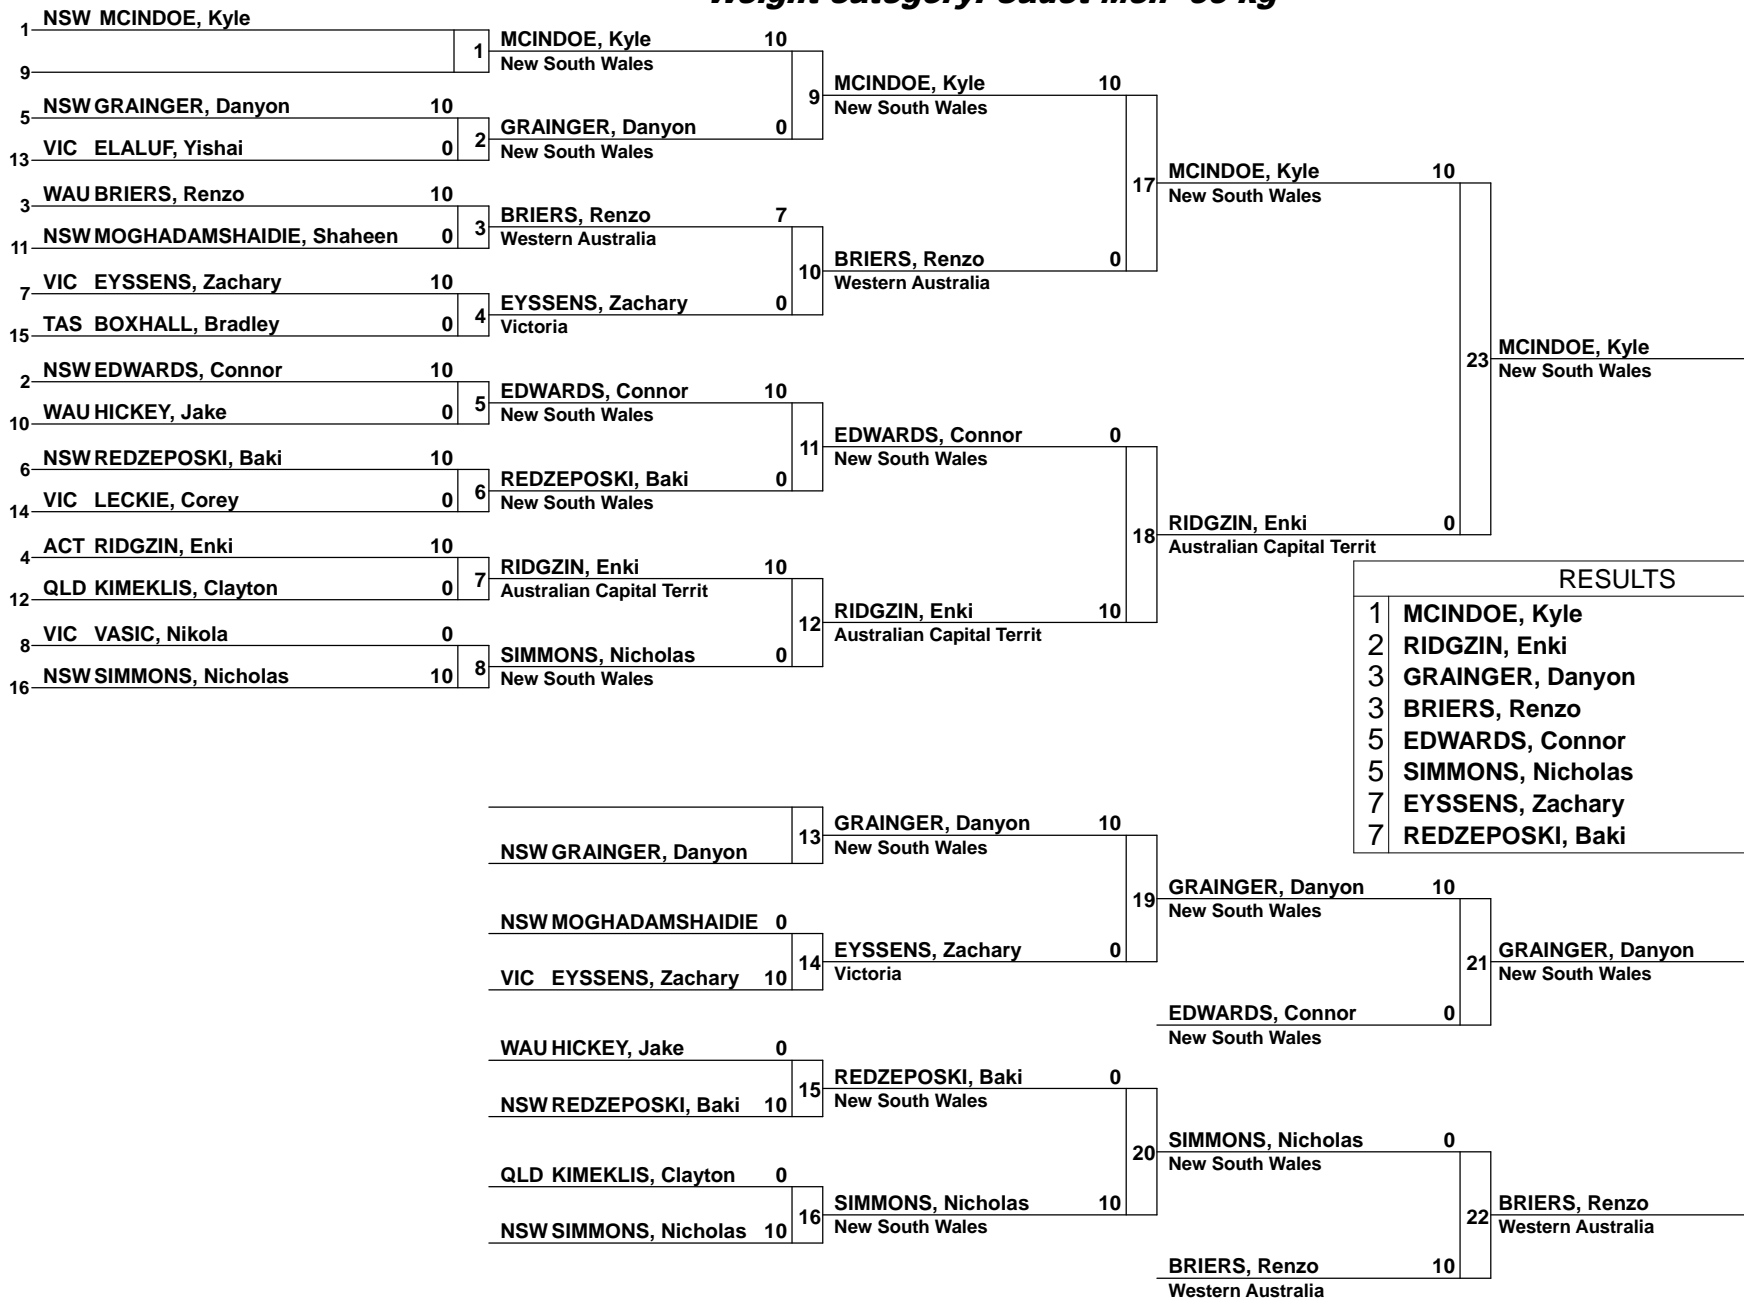 1 NSW MCINDOE, Kyle
9
1
5 NSW GRAINGER, Danyon 10
13 VIC ELALUF, Yishai 0
2
3 WAU BRIERS, Renzo 10
11 NSW MOGHADAMSHAIDIE, Shaheen 0
3
7 VIC EYSSENS, Zachary 10
15 TAS BOXHALL, Bradley 0
4
2 NSW EDWARDS, Connor 10
10 WAU HICKEY, Jake 0
5
6 NSW REDZEPOSKI, Baki 10
14 VIC LECKIE, Corey 0
6
4 ACT RIDGZIN, Enki 10
12 QLD KIMEKLIS, Clayton 0
7
8 VIC VASIC, Nikola 0
16 NSW SIMMONS, Nicholas 10
8
MCINDOE, Kyle 10
New South Wales
GRAINGER, Danyon 0
New South Wales
9
BRIERS, Renzo 7
Western Australia
EYSSENS, Zachary 0
Victoria
10
EDWARDS, Connor 10
New South Wales
REDZEPOSKI, Baki 0
New South Wales
11
RIDGZIN, Enki 10
Australian Capital Territ
SIMMONS, Nicholas 0
New South Wales
12
MCINDOE, Kyle 10
New South Wales
BRIERS, Renzo 0
Western Australia
17
EDWARDS, Connor 0
New South Wales
RIDGZIN, Enki 10
Australian Capital Territ
18
MCINDOE, Kyle 10
New South Wales
RIDGZIN, Enki 0
Australian Capital Territ
23
MCINDOE, Kyle
New South Wales
RESULTS
1 MCINDOE, Kyle
2 RIDGZIN, Enki
3 GRAINGER, Danyon
3 BRIERS, Renzo
5 EDWARDS, Connor
5 SIMMONS, Nicholas
7 EYSSENS, Zachary
7 REDZEPOSKI, Baki
NSW GRAINGER, Danyon
13
NSW MOGHADAMSHAIDIE 0
VIC EYSSENS, Zachary 10
14
WAU HICKEY, Jake 0
NSW REDZEPOSKI, Baki 10
15
QLD KIMEKLIS, Clayton 0
NSW SIMMONS, Nicholas 10
16
GRAINGER, Danyon 10
New South Wales
EYSSENS, Zachary 0
Victoria
19
REDZEPOSKI, Baki 0
New South Wales
SIMMONS, Nicholas 10
New South Wales
20
GRAINGER, Danyon 10
New South Wales
EDWARDS, Connor 0
New South Wales
21
SIMMONS, Nicholas 0
New South Wales
BRIERS, Renzo 10
Western Australia
22
GRAINGER, Danyon
New South Wales
BRIERS, Renzo
Western Australia